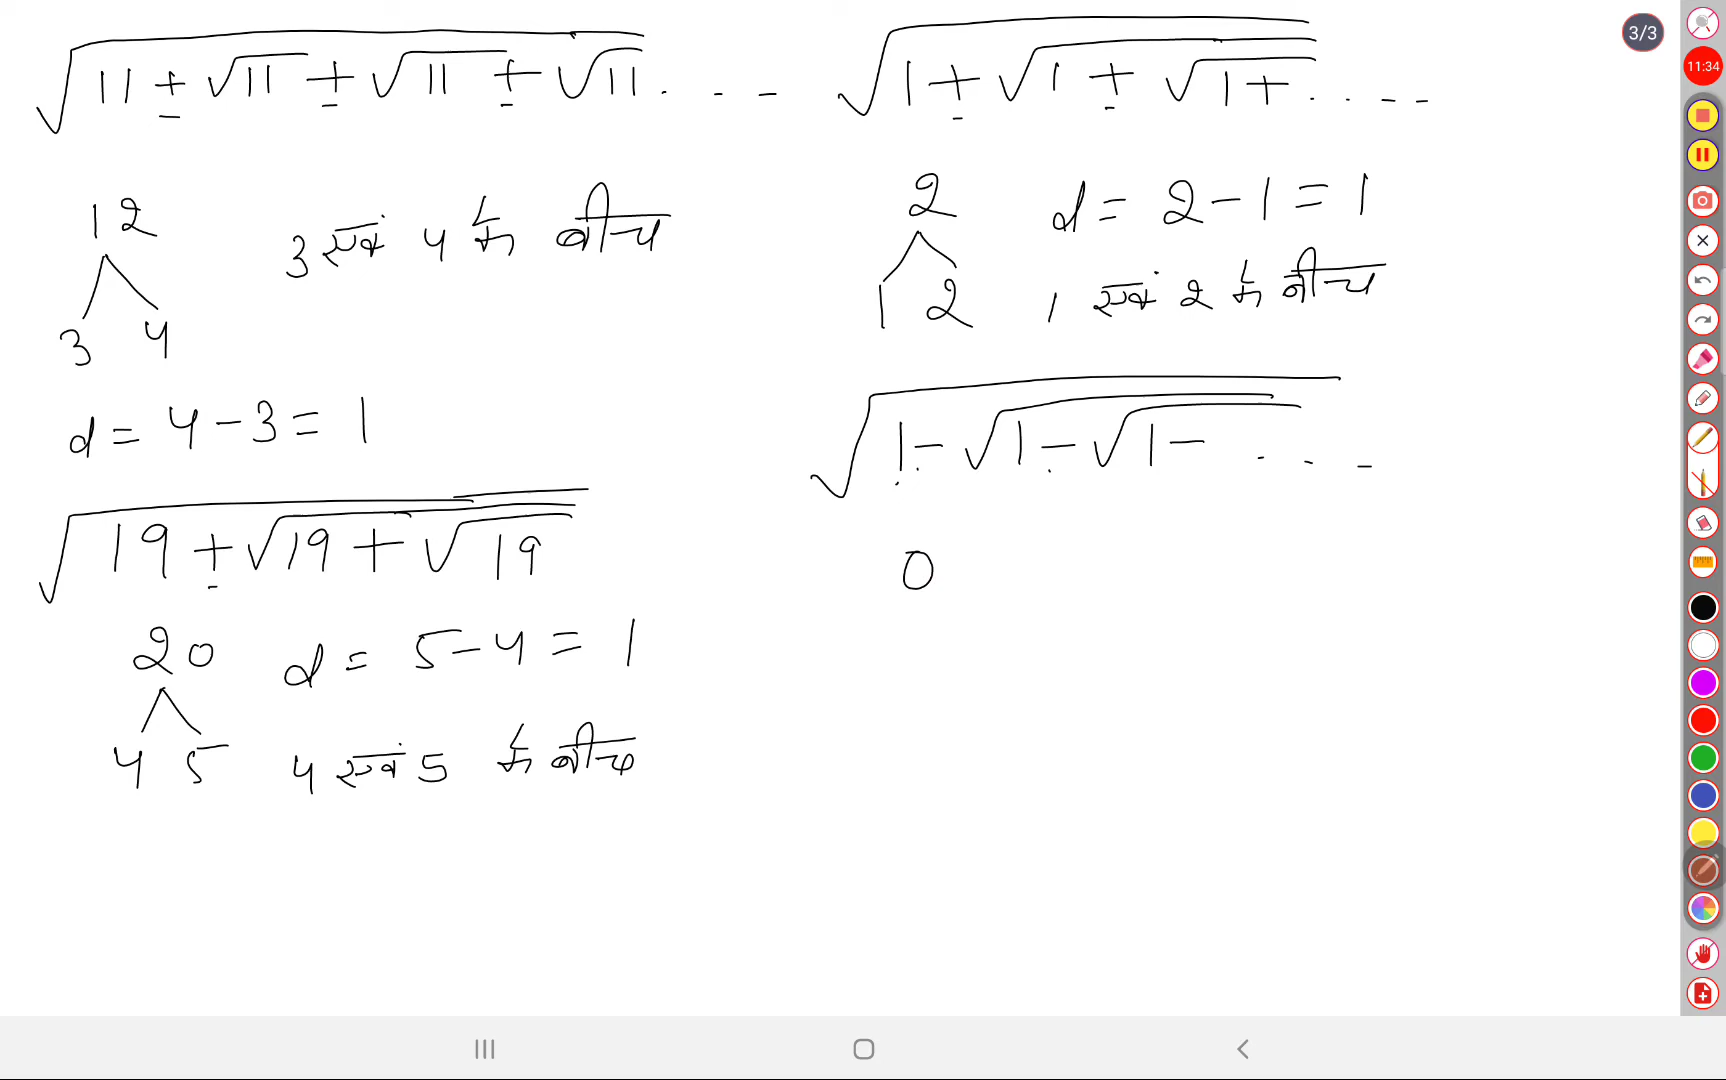 √11 + √11 + √11 + √11 . - - -
12
3 4
3 एवं 4 के बीच
d = 4 - 3 = 1
√19 + √19 + √19
20
4 5
d = 5 - 4 = 1
4 एवं 5 के बीच
√1 + √1 + √1 + . . - -
2
1 2
d = 2 - 1 = 1
1 एवं 2 के बीच
√1 - √1 - √1 - . . -
0
3/3
11:34